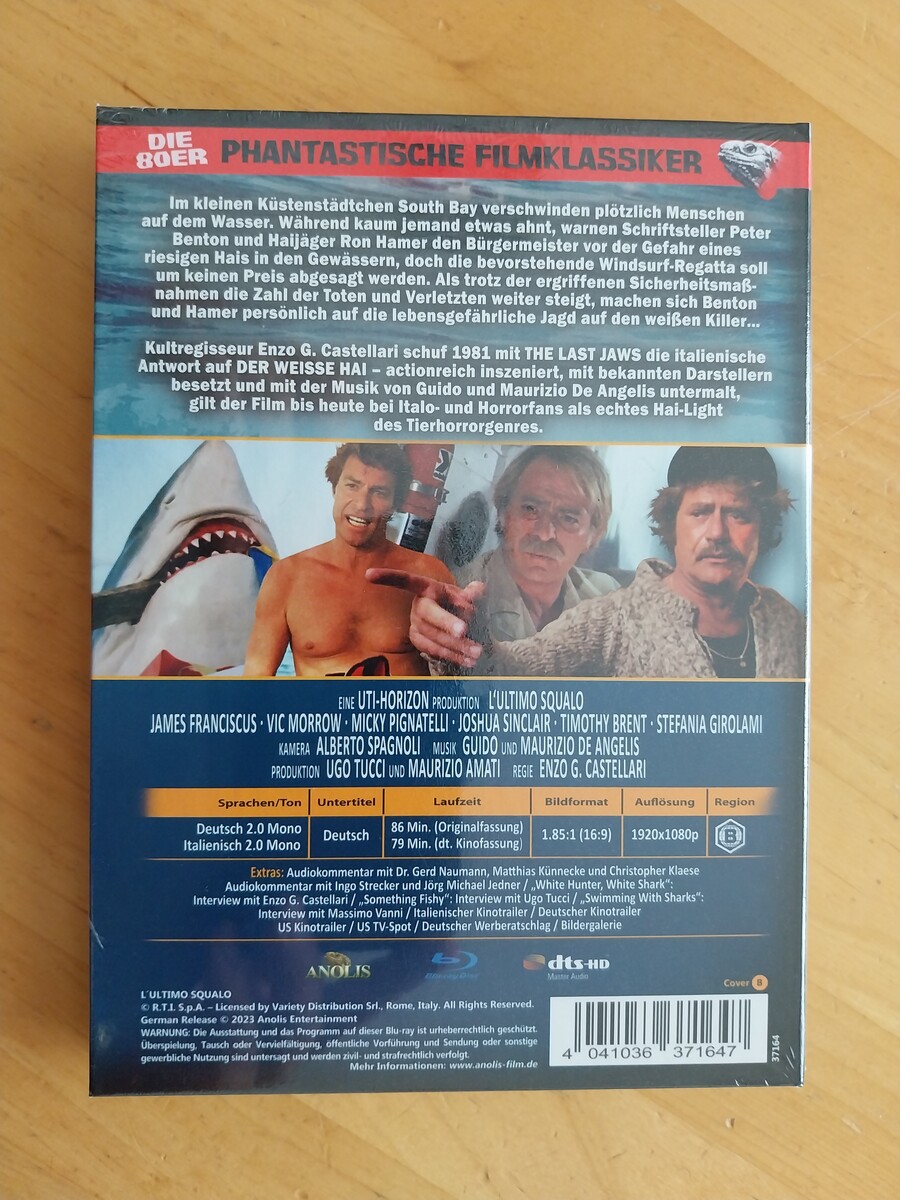 DIE
80ER
PHANTASTISCHE FILMKLASSIKER
Im kleinen Küstenstädtchen South Bay verschwinden plötzlich Menschen
auf dem Wasser. Während kaum jemand etwas ahnt, warnen Schriftsteller Peter
Benton und Haijäger Ron Hamer den Bürgermeister vor der Gefahr eines
riesigen Hais in den Gewässern, doch die bevorstehende Windsurf-Regatta soll
um keinen Preis abgesagt werden. Als trotz der ergriffenen Sicherheitsmaß-
nahmen die Zahl der Toten und Verletzten weiter steigt, machen sich Benton
und Hamer persönlich auf die lebensgefährliche Jagd auf den weißen Killer...
Kultregisseur Enzo G. Castellari schuf 1981 mit THE LAST JAWS die italienische
Antwort auf DER WEISSE HAI – actionreich inszeniert, mit bekannten Darstellern
besetzt und mit der Musik von Guido und Maurizio De Angelis untermalt,
gilt der Film bis heute bei Italo- und Horrorfans als echtes Hai-Light
des Tierhorrorgenres.
EINE UTI-HORIZON PRODUKTION L'ULTIMO SQUALO
JAMES FRANCISCUS · VIC MORROW · MICKY PIGNATELLI · JOSHUA SINCLAIR · TIMOTHY BRENT · STEFANIA GIROLAMI
KAMERA ALBERTO SPAGNOLI MUSIK GUIDO UND MAURIZIO DE ANGELIS
PRODUKTION UGO TUCCI UND MAURIZIO AMATI REGIE ENZO G. CASTELLARI
Sprachen/Ton Untertitel Laufzeit Bildformat Auflösung Region
Deutsch 2.0 Mono
Italienisch 2.0 Mono
Deutsch
86 Min. (Originalfassung)
79 Min. (dt. Kinofassung)
1.85:1 (16:9)
1920x1080p
B
Extras: Audiokommentar mit Dr. Gerd Naumann, Matthias Künnecke und Christopher Klaese
Audiokommentar mit Ingo Strecker und Jörg Michael Jedner / „White Hunter, White Shark“:
Interview mit Enzo G. Castellari / „Something Fishy“: Interview mit Ugo Tucci / „Swimming With Sharks“:
Interview mit Massimo Vanni / Italienischer Kinotrailer / Deutscher Kinotrailer
US Kinotrailer / US TV-Spot / Deutscher Werberatschlag / Bildergalerie
ANOLIS
Blu-ray Disc
dts-HD
Master Audio
Cover B
L´ULTIMO SQUALO
© R.T.I. S.p.A. – Licensed by Variety Distribution Srl., Rome, Italy. All Rights Reserved.
German Release © 2023 Anolis Entertainment
WARNUNG: Die Ausstattung und das Programm auf dieser Blu-ray ist urheberrechtlich geschützt.
Überspielung, Tausch oder Vervielfältigung, öffentliche Vorführung und Sendung oder sonstige
gewerbliche Nutzung sind untersagt und werden zivil- und strafrechtlich verfolgt.
Mehr Informationen: www.anolis-film.de
4 041036 371647
37164